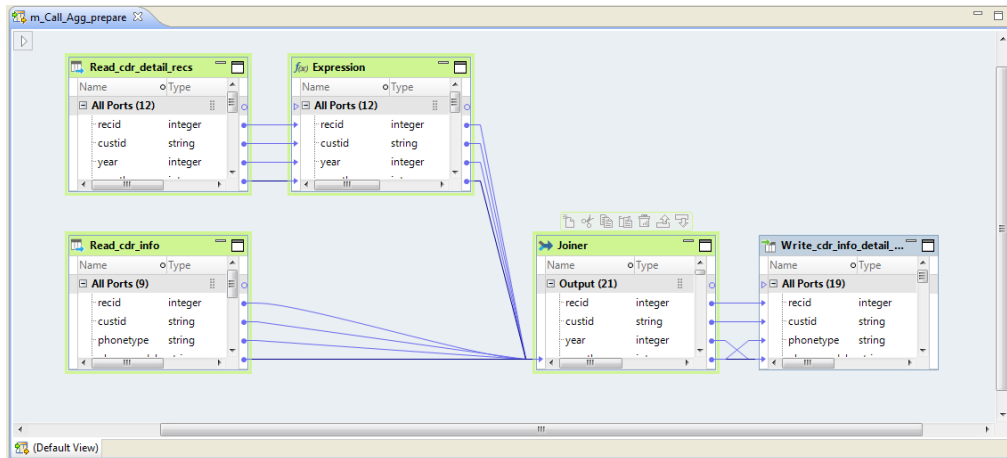 m_Call_Agg_prepare
Read_cdr_detail_recs
Name Type
All Ports (12)
recid integer
custid string
year integer
f(x) Expression
Name Type
All Ports (12)
recid integer
custid string
year integer
Read_cdr_info
Name Type
All Ports (9)
recid integer
custid string
phonetype string
Joiner
Name Type
Output (21)
recid integer
custid string
year integer
Write_cdr_info_detail_...
Name Type
All Ports (19)
recid integer
custid string
phonetype string
(Default View)